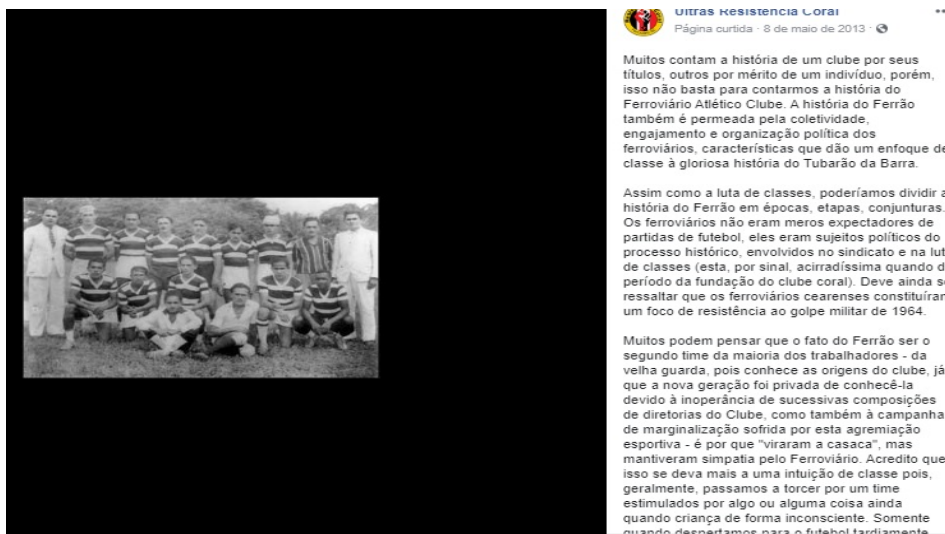 Ultras Resistência Coral
Página curtida · 8 de maio de 2013 ·
Muitos contam a história de um clube por seus
títulos, outros por mérito de um indivíduo, porém,
isso não basta para contarmos a história do
Ferroviário Atlético Clube. A história do Ferrão
também é permeada pela coletividade,
engajamento e organização política dos
ferroviários, características que dão um enfoque de
classe à gloriosa história do Tubarão da Barra.
Assim como a luta de classes, poderíamos dividir a
história do Ferrão em épocas, etapas, conjunturas.
Os ferroviários não eram meros expectadores de
partidas de futebol, eles eram sujeitos políticos do
processo histórico, envolvidos no sindicato e na lut
de classes (esta, por sinal, acirradíssima quando d
período da fundação do clube coral). Deve ainda s
ressaltar que os ferroviários cearenses constituíram
um foco de resistência ao golpe militar de 1964.
Muitos podem pensar que o fato do Ferrão ser o
segundo time da maioria dos trabalhadores - da
velha guarda, pois conhece as origens do clube, já
que a nova geração foi privada de conhecê-la
devido à inoperância de sucessivas composições
de diretorias do Clube, como também à campanha
de marginalização sofrida por esta agremiação
esportiva - é por que "viraram a casaca", mas
mantiveram simpatia pelo Ferroviário. Acredito que
isso se deva mais a uma intuição de classe pois,
geralmente, passamos a torcer por um time
estimulados por algo ou alguma coisa ainda
quando criança de forma inconsciente. Somente
quando despertamos para o futebol tardiamente